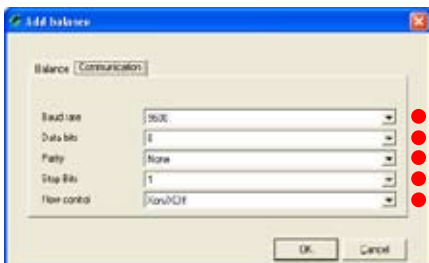 Add balance
Balance Communication
Baud rate 9600
Data bits 8
Parity None
Stop Bits 1
Flow control Xon/Xoff
OK Cancel